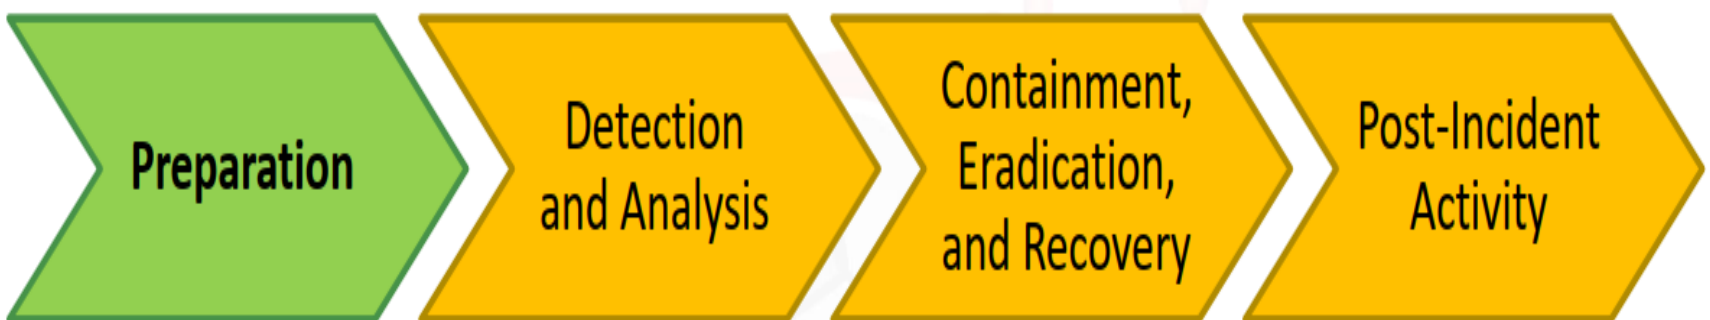 Preparation
Detection
and Analysis
Containment,
Eradication,
and Recovery
Post-Incident
Activity